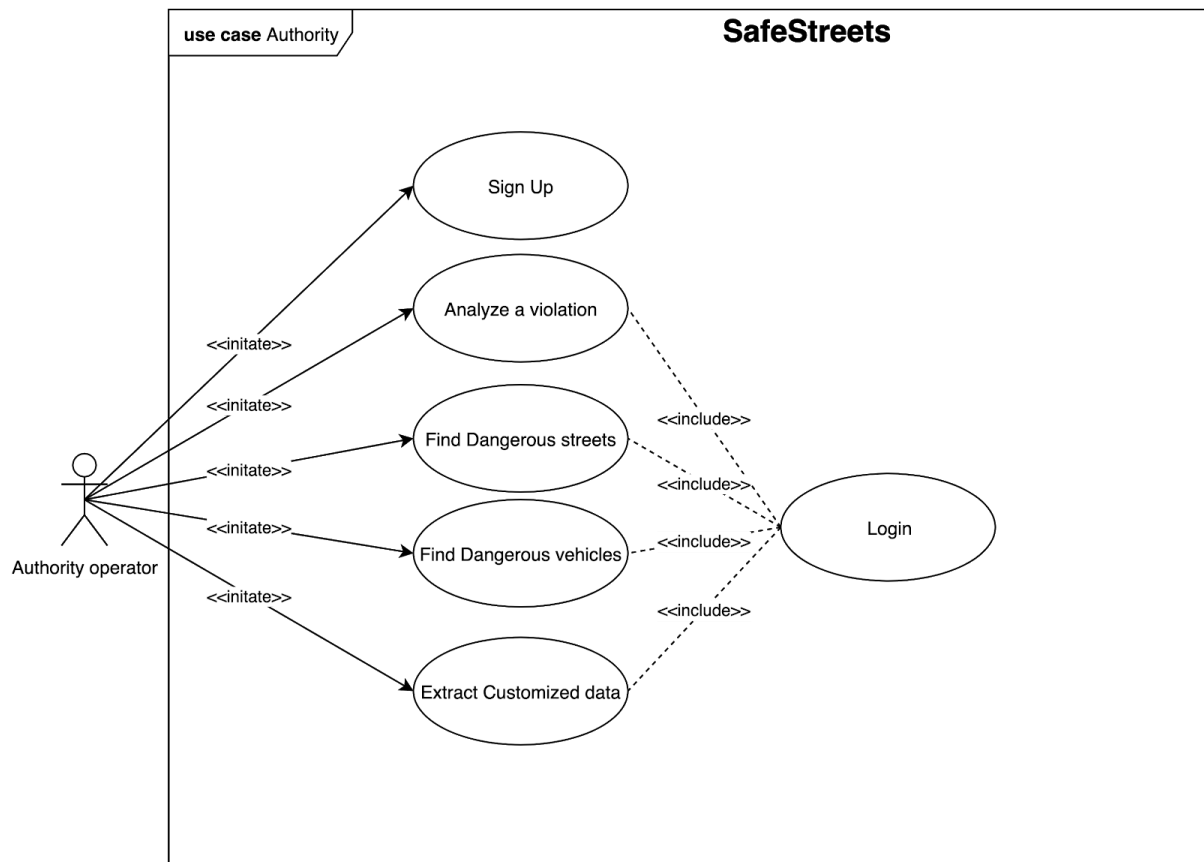 use case Authority
SafeStreets
Sign Up
Analyze a violation
<<initate>>
<<initate>>
<<include>>
Find Dangerous streets
<<initate>>
<<include>>
Login
<<initate>>
<<include>>
Find Dangerous vehicles
Authority operator
<<initate>>
<<include>>
Extract Customized data